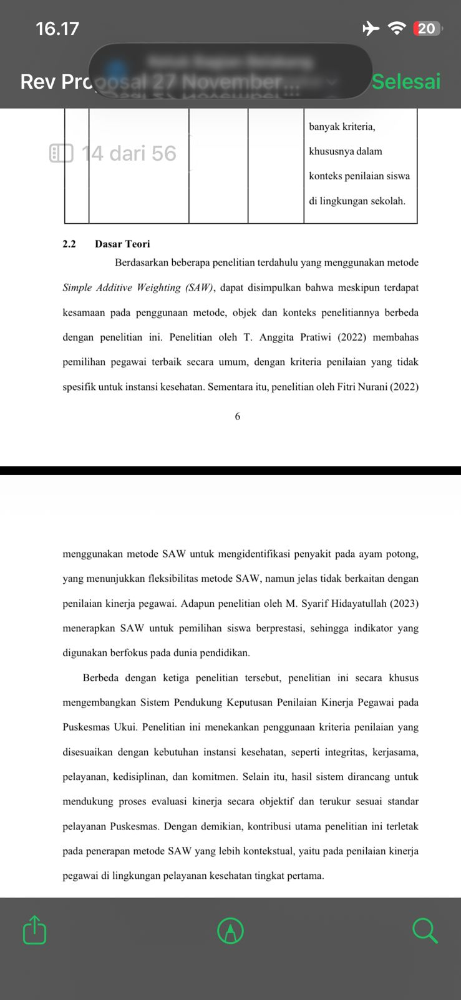 16.17
20
Rev Proposal 27 November...
Selesai
14 dari 56
banyak kriteria,
khususnya dalam
konteks penilaian siswa
di lingkungan sekolah.
2.2 Dasar Teori
Berdasarkan beberapa penelitian terdahulu yang menggunakan metode
Simple Additive Weighting (SAW), dapat disimpulkan bahwa meskipun terdapat
kesamaan pada penggunaan metode, objek dan konteks penelitiannya berbeda
dengan penelitian ini. Penelitian oleh T. Anggita Pratiwi (2022) membahas
pemilihan pegawai terbaik secara umum, dengan kriteria penilaian yang tidak
spesifik untuk instansi kesehatan. Sementara itu, penelitian oleh Fitri Nurani (2022)
6
menggunakan metode SAW untuk mengidentifikasi penyakit pada ayam potong,
yang menunjukkan fleksibilitas metode SAW, namun jelas tidak berkaitan dengan
penilaian kinerja pegawai. Adapun penelitian oleh M. Syarif Hidayatullah (2023)
menerapkan SAW untuk pemilihan siswa berprestasi, sehingga indikator yang
digunakan berfokus pada dunia pendidikan.
Berbeda dengan ketiga penelitian tersebut, penelitian ini secara khusus
mengembangkan Sistem Pendukung Keputusan Penilaian Kinerja Pegawai pada
Puskesmas Ukui. Penelitian ini menekankan penggunaan kriteria penilaian yang
disesuaikan dengan kebutuhan instansi kesehatan, seperti integritas, kerjasama,
pelayanan, kedisiplinan, dan komitmen. Selain itu, hasil sistem dirancang untuk
mendukung proses evaluasi kinerja secara objektif dan terukur sesuai standar
pelayanan Puskesmas. Dengan demikian, kontribusi utama penelitian ini terletak
pada penerapan metode SAW yang lebih kontekstual, yaitu pada penilaian kinerja
pegawai di lingkungan pelayanan kesehatan tingkat pertama.